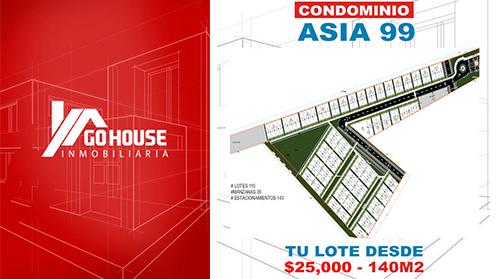 GO HOUSE
INMOBILIARIA
CONDOMINIO
ASIA 99
# LOTES 110
#MANZANAS 35
# ESTACIONAMIENTOS 143
TU LOTE DESDE
$25,000 - 140M2